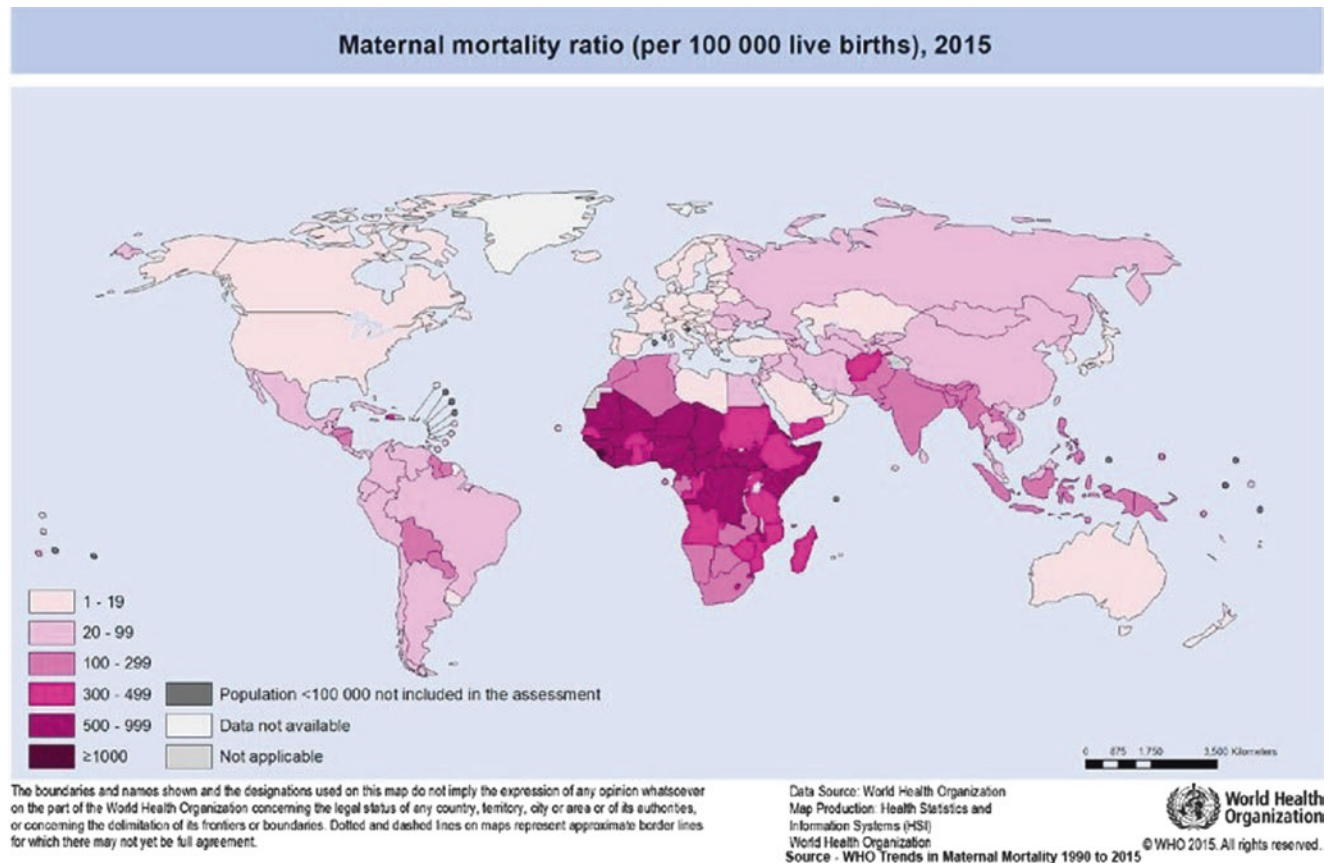 Maternal mortality ratio (per 100 000 live births), 2015
1 - 19
20 - 99
100 - 299
300 - 499
500 - 999
≥1000
Population <100 000 not included in the assessment
Data not available
Not applicable
0 875 1,750 3,500 Kilometers
The boundaries and names shown and the designations used on this map do not imply the expression of any opinion whatsoever
on the part of the World Health Organization concerning the legal status of any country, territory, city or area or of its authorities,
or concerning the delimitation of its frontiers or boundaries. Dotted and dashed lines on maps represent approximate border lines
for which there may not yet be full agreement.
Data Source: World Health Organization
Map Production: Health Statistics and
Information Systems (HSI)
World Health Organization
World Health
Organization
© WHO 2015. All rights reserved.
Source - WHO Trends in Maternal Mortality 1990 to 2015